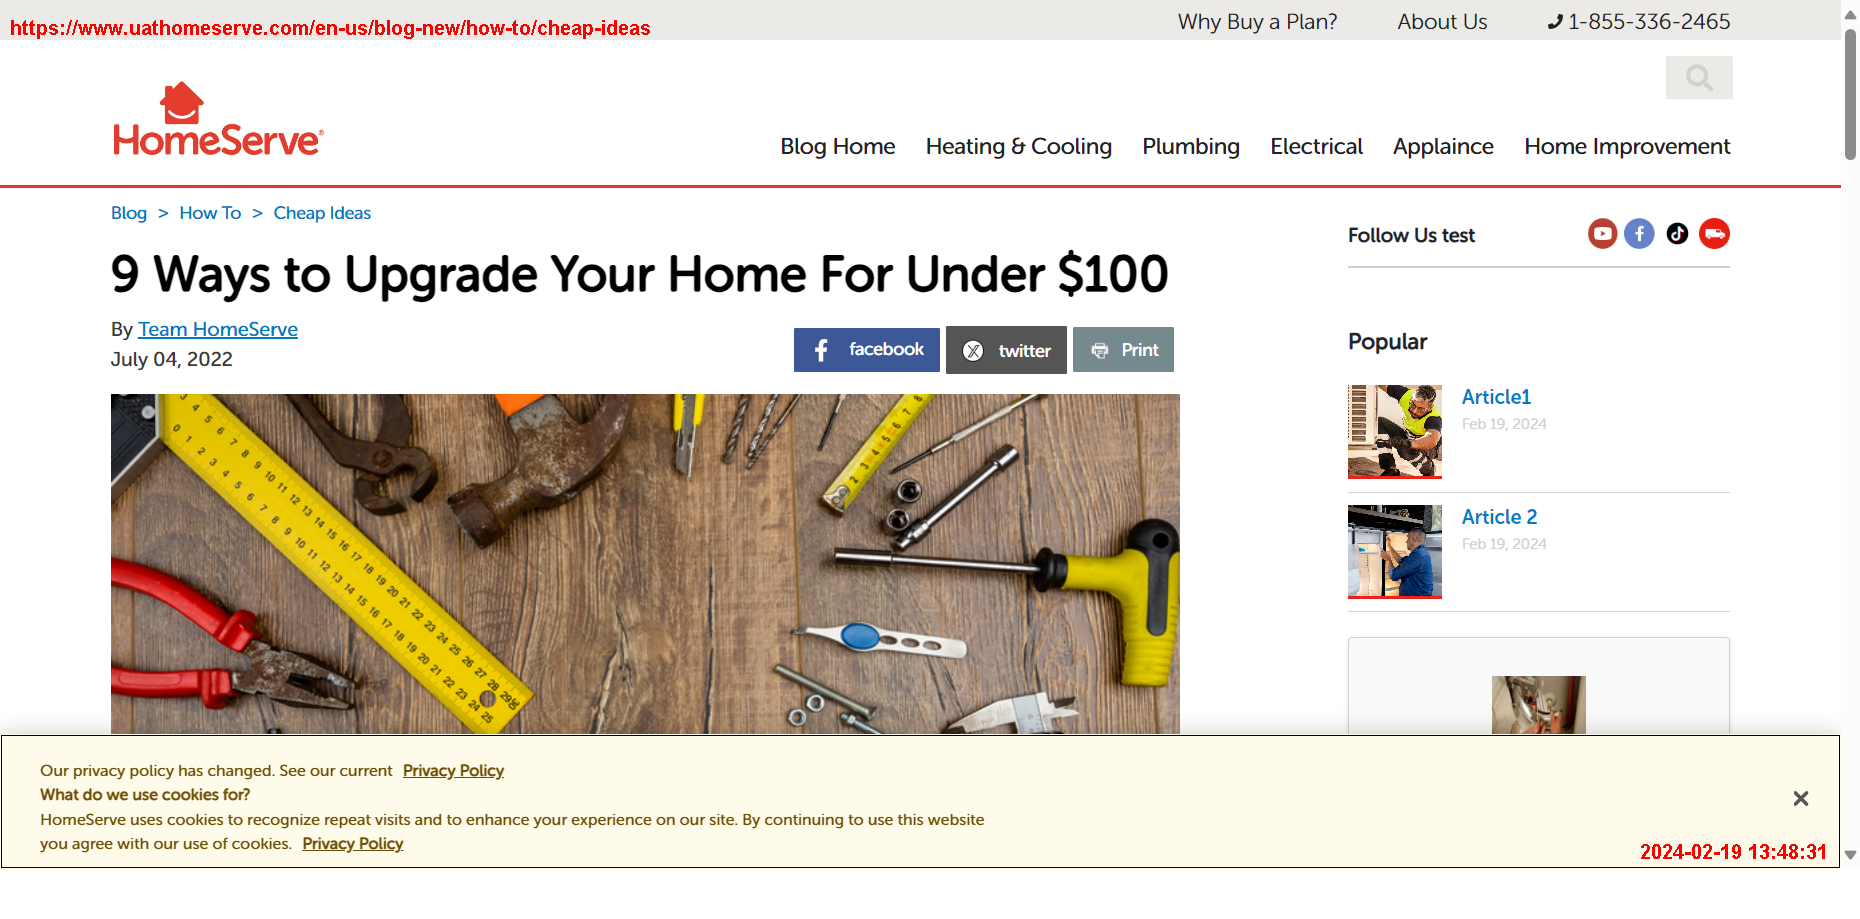 https://www.uathomeserve.com/en-us/blog-new/how-to/cheap-ideas
Why Buy a Plan? About Us 1-855-336-2465
HomeServe®
Blog Home Heating & Cooling Plumbing Electrical Applaince Home Improvement
Blog > How To > Cheap Ideas
9 Ways to Upgrade Your Home For Under $100
By Team HomeServe
July 04, 2022
facebook twitter Print
Follow Us test
Popular
Article1
Feb 19, 2024
Article 2
Feb 19, 2024
Our privacy policy has changed. See our current Privacy Policy
What do we use cookies for?
HomeServe uses cookies to recognize repeat visits and to enhance your experience on our site. By continuing to use this website
you agree with our use of cookies. Privacy Policy
2024-02-19 13:48:31